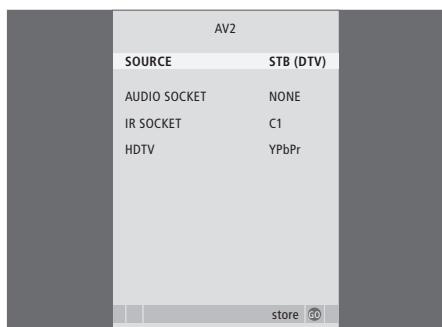 AV2
SOURCE STB (DTV)
AUDIO SOCKET NONE
IR SOCKET C1
HDTV YPbPr
store GO